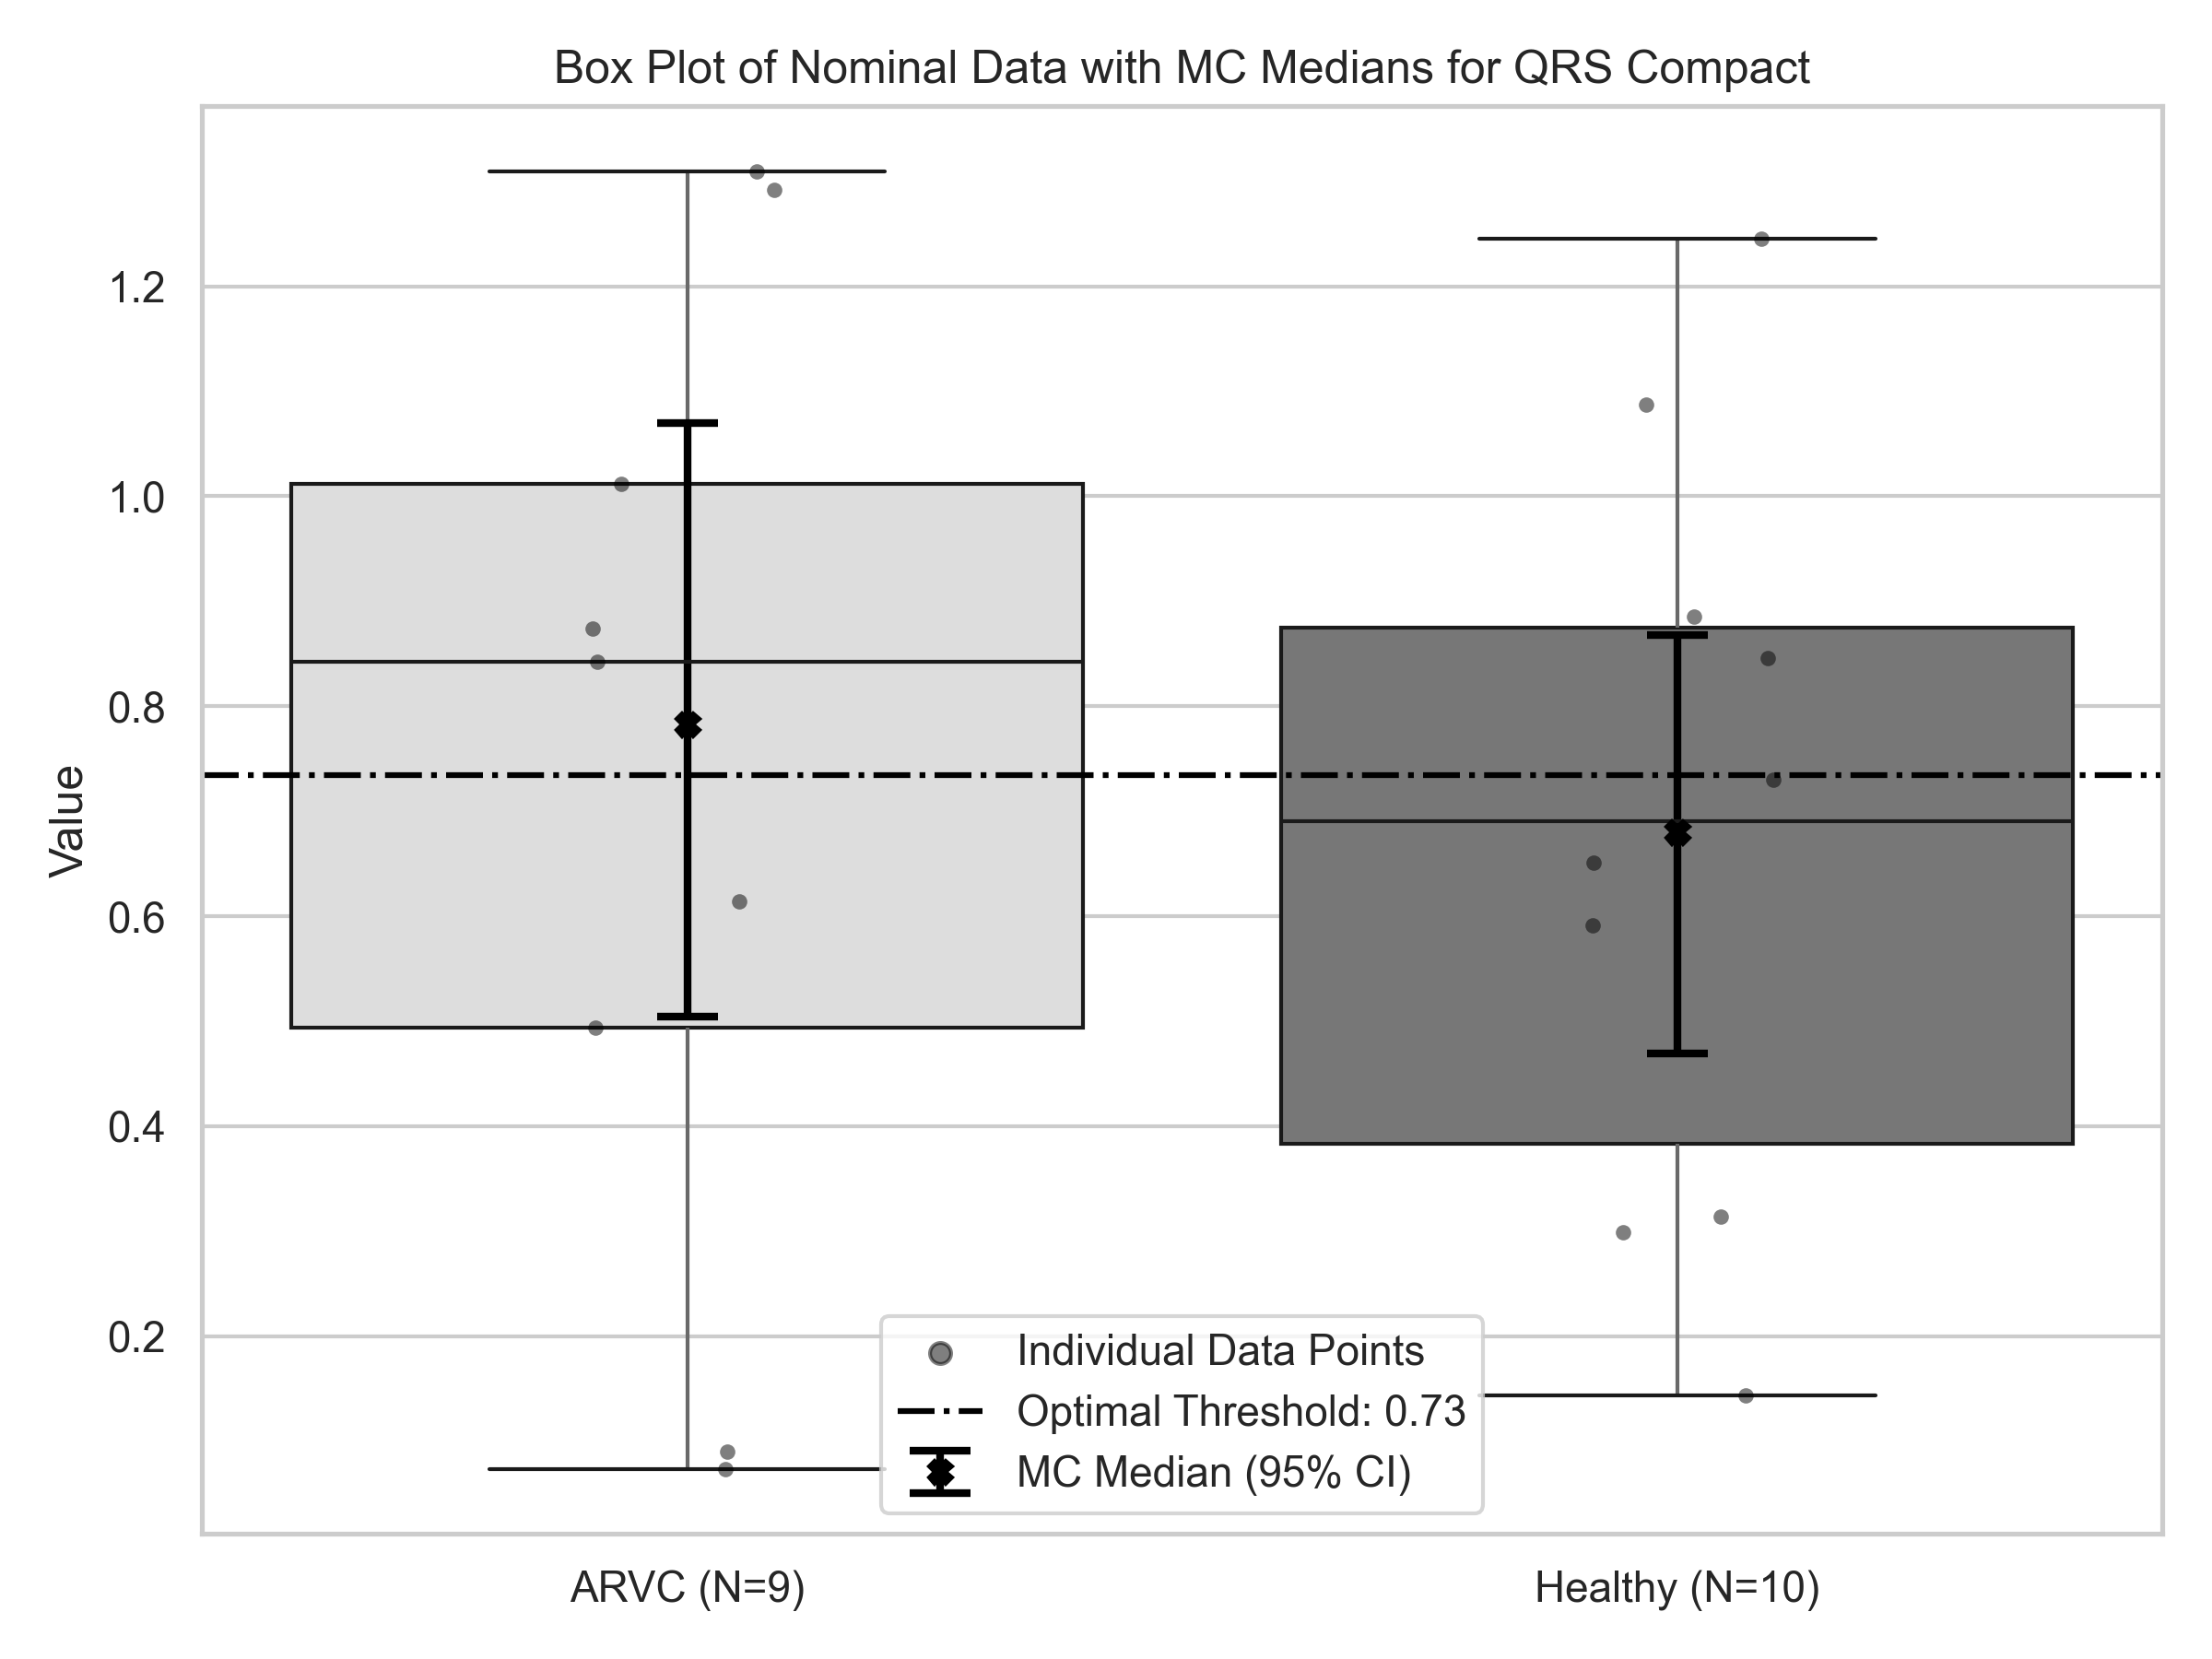 Box Plot of Nominal Data with MC Medians for QRS Compact
Value
1.2
1.0
0.8
0.6
0.4
0.2
Individual Data Points
Optimal Threshold: 0.73
MC Median (95% CI)
ARVC (N=9)
Healthy (N=10)